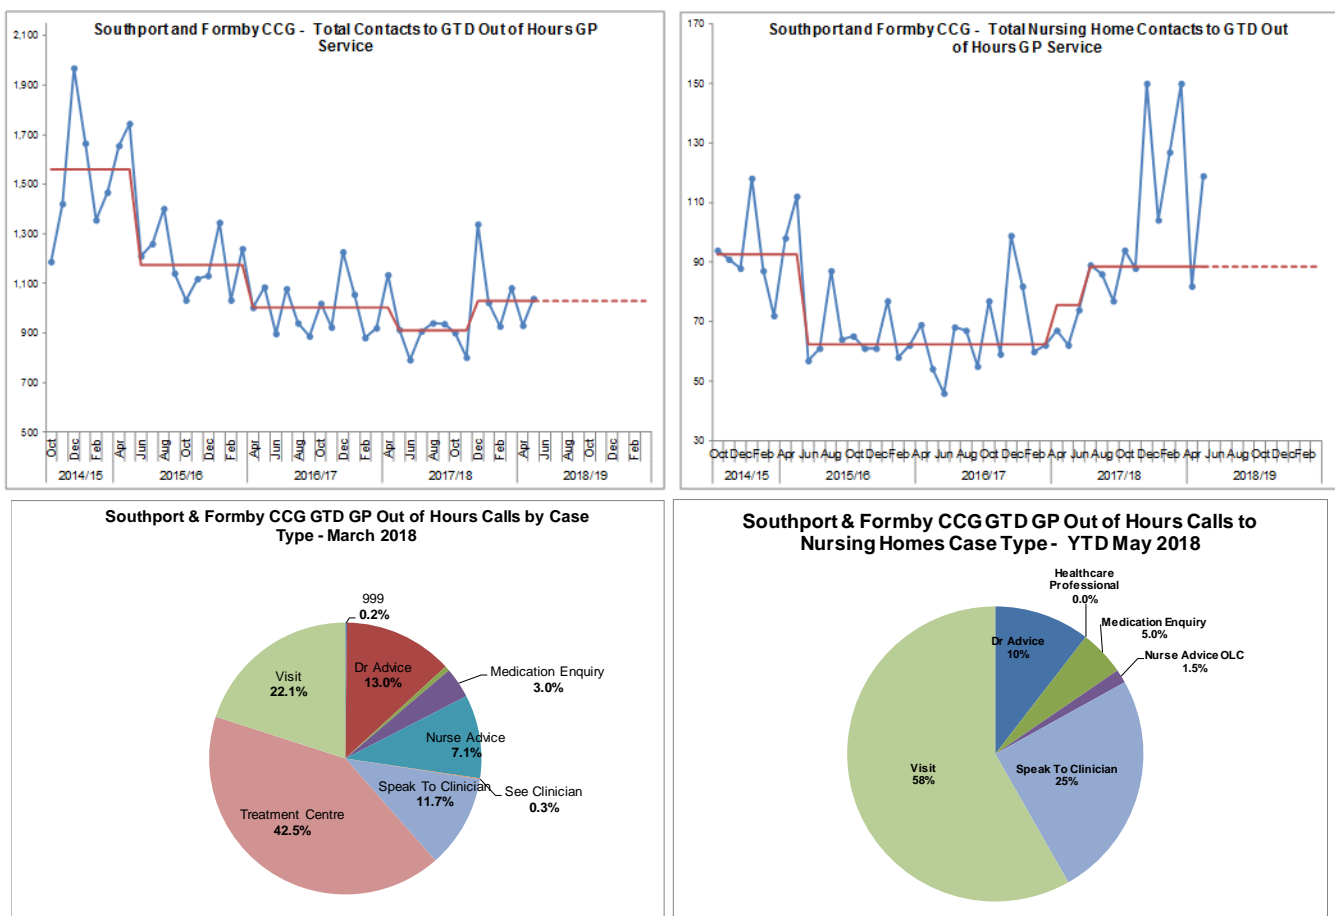 Southport and Formby CCG - Total Contacts to GTD Out of Hours GP
Service
2,100
1,900
1,700
1,500
1,300
1,100
900
700
500
Oct Dec Feb Apr Jun Aug Oct Dec Feb Apr Jun Aug Oct Dec Feb Apr Jun Aug Oct Dec Apr Jun Aug Oct Dec Feb
2014/15 2015/16 2016/17 2017/18 2018/19
Southport and Formby CCG - Total Nursing Home Contacts to GTD Out
of Hours GP Service
170
150
130
110
90
70
50
30
Oct Dec Feb Apr Jun Aug Oct Dec Feb Apr Jun Aug Oct Dec Feb Apr Jun Aug Oct Dec Feb Apr Jun Aug Oct Dec Feb
2014/15 2015/16 2016/17 2017/18 2018/19
Southport & Formby CCG GTD GP Out of Hours Calls by Case
Type - March 2018
999
0.2%
Dr Advice
13.0%
Medication Enquiry
3.0%
Nurse Advice
7.1%
See Clinician
0.3%
Speak To Clinician
11.7%
Treatment Centre
42.5%
Visit
22.1%
Southport & Formby CCG GTD GP Out of Hours Calls to
Nursing Homes Case Type - YTD May 2018
Healthcare
Professional
0.0%
Dr Advice
10%
Medication Enquiry
5.0%
Nurse Advice OLC
1.5%
Speak To Clinician
25%
Visit
58%